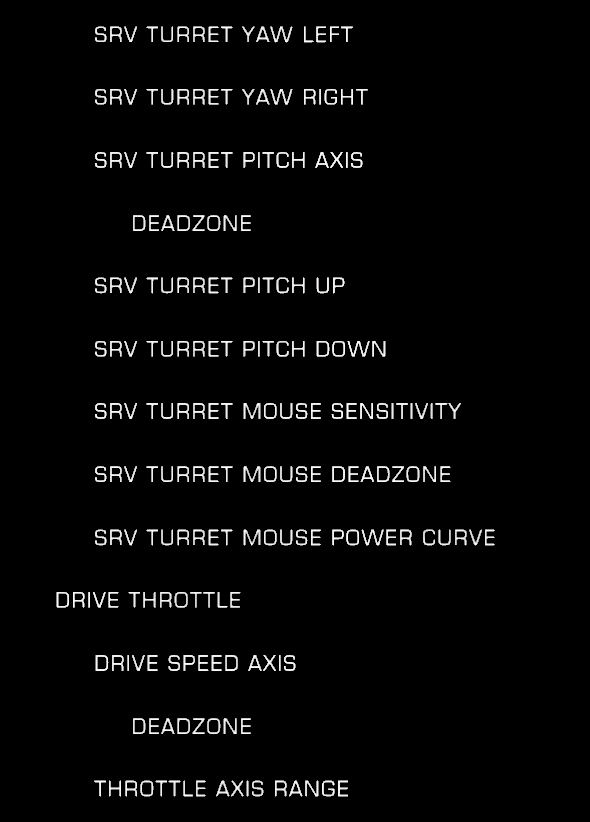 SRV TURRET YAW LEFT
SRV TURRET YAW RIGHT
SRV TURRET PITCH AXIS
DEADZONE
SRV TURRET PITCH UP
SRV TURRET PITCH DOWN
SRV TURRET MOUSE SENSITIVITY
SRV TURRET MOUSE DEADZONE
SRV TURRET MOUSE POWER CURVE
DRIVE THROTTLE
DRIVE SPEED AXIS
DEADZONE
THROTTLE AXIS RANGE